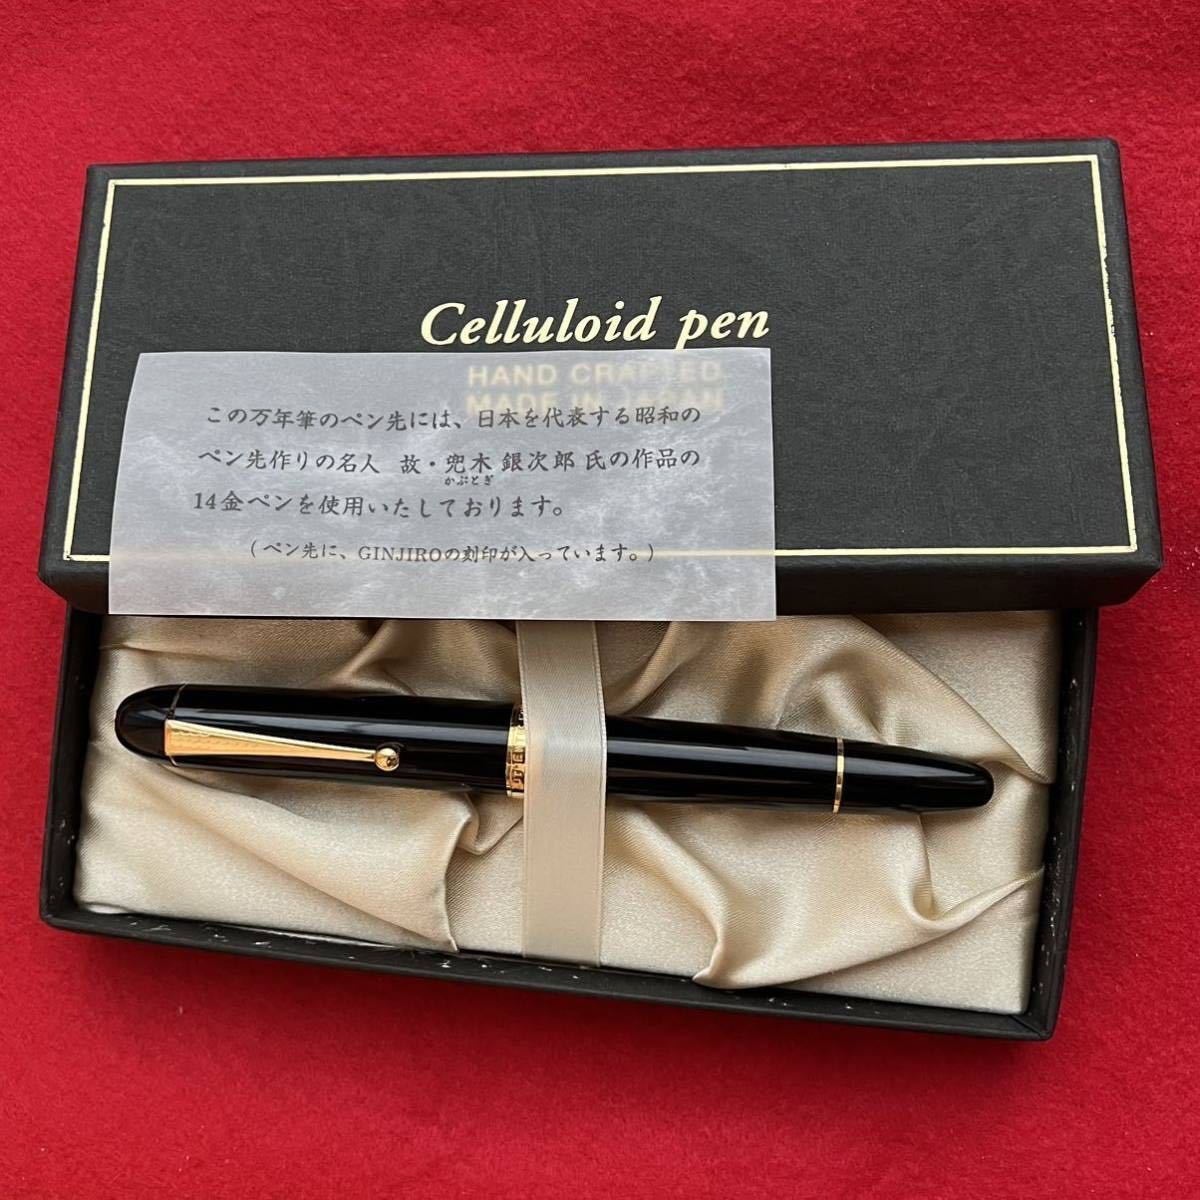 Celluloid pen
HAND CRAFTED
MADE IN JAPAN
この万年筆のペン先には、日本を代表する昭和の
ペン先作りの名人 故・兜木 銀次郎 氏の作品の
かぶとぎ
14金ペンを使用いたしております。
（ペン先に、GINJIROの刻印が入っています。）